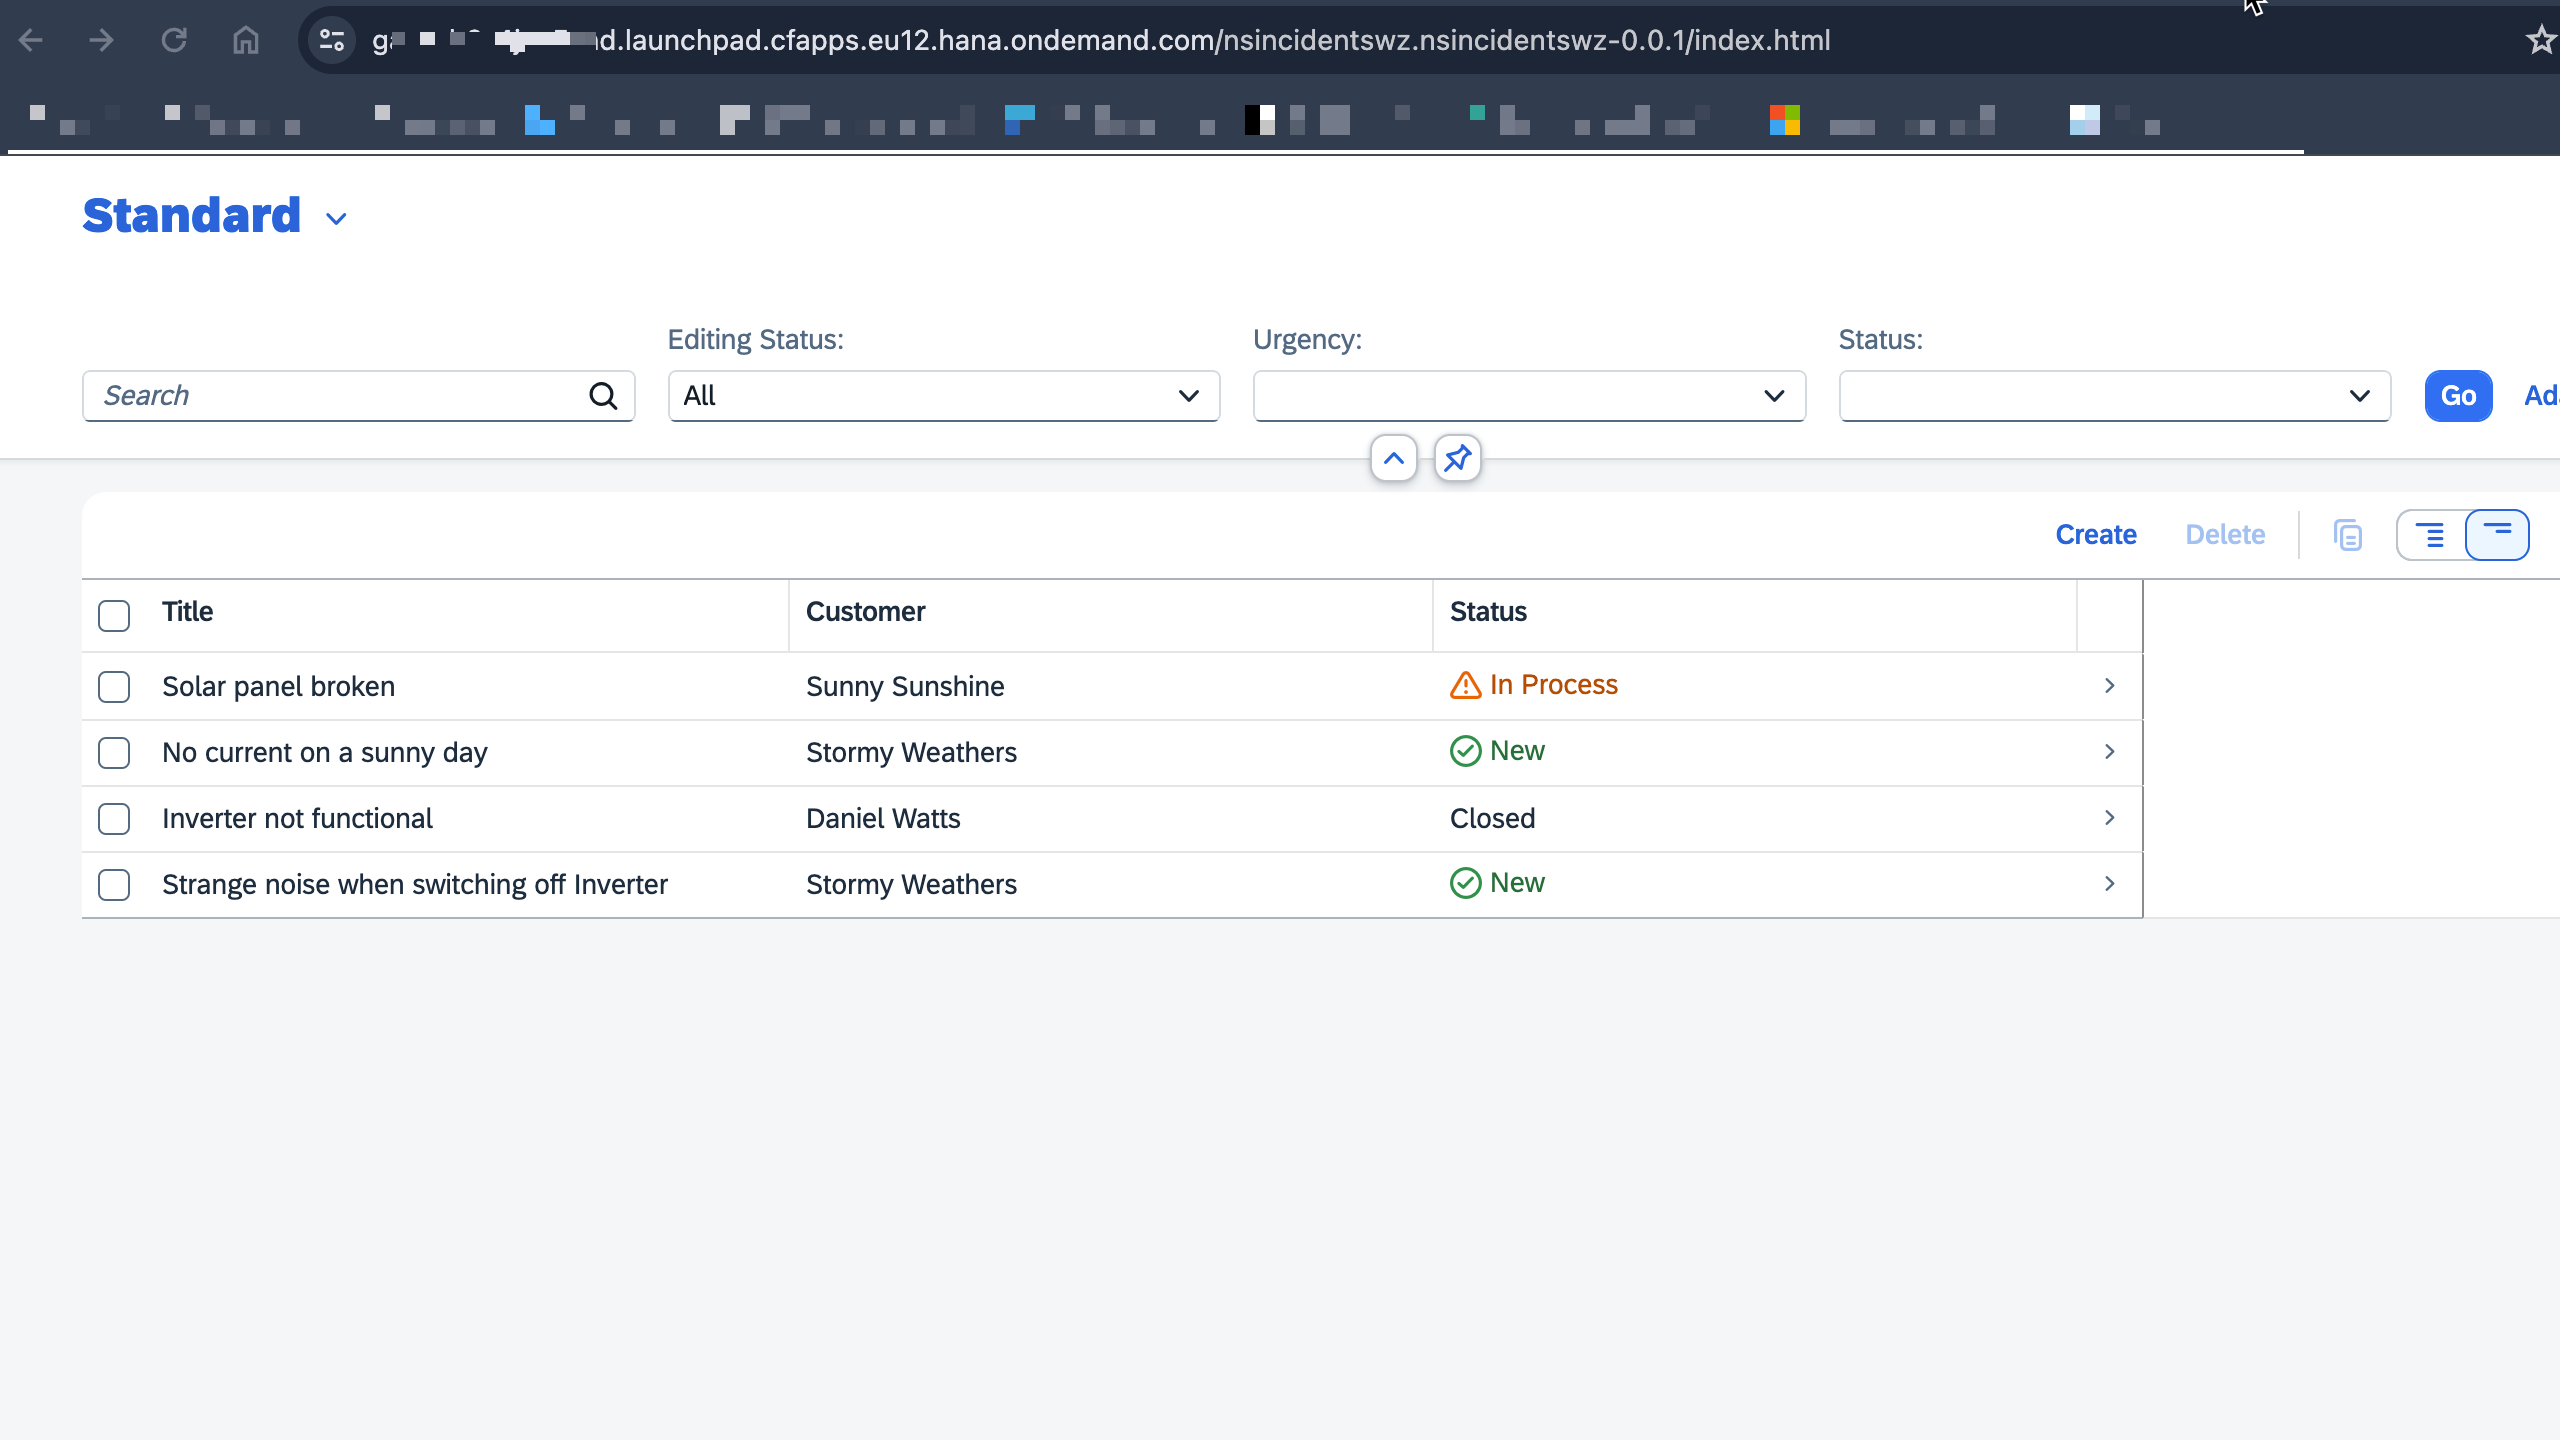 d.launchpad.cfapps.eu12.hana.ondemand.com/nsincidentswz.nsincidentswz-0.0.1/index.html
Standard
Editing Status: Urgency: Status:
Search All Go
Create Delete
Title Customer Status
Solar panel broken Sunny Sunshine In Process
No current on a sunny day Stormy Weathers New
Inverter not functional Daniel Watts Closed
Strange noise when switching off Inverter Stormy Weathers New